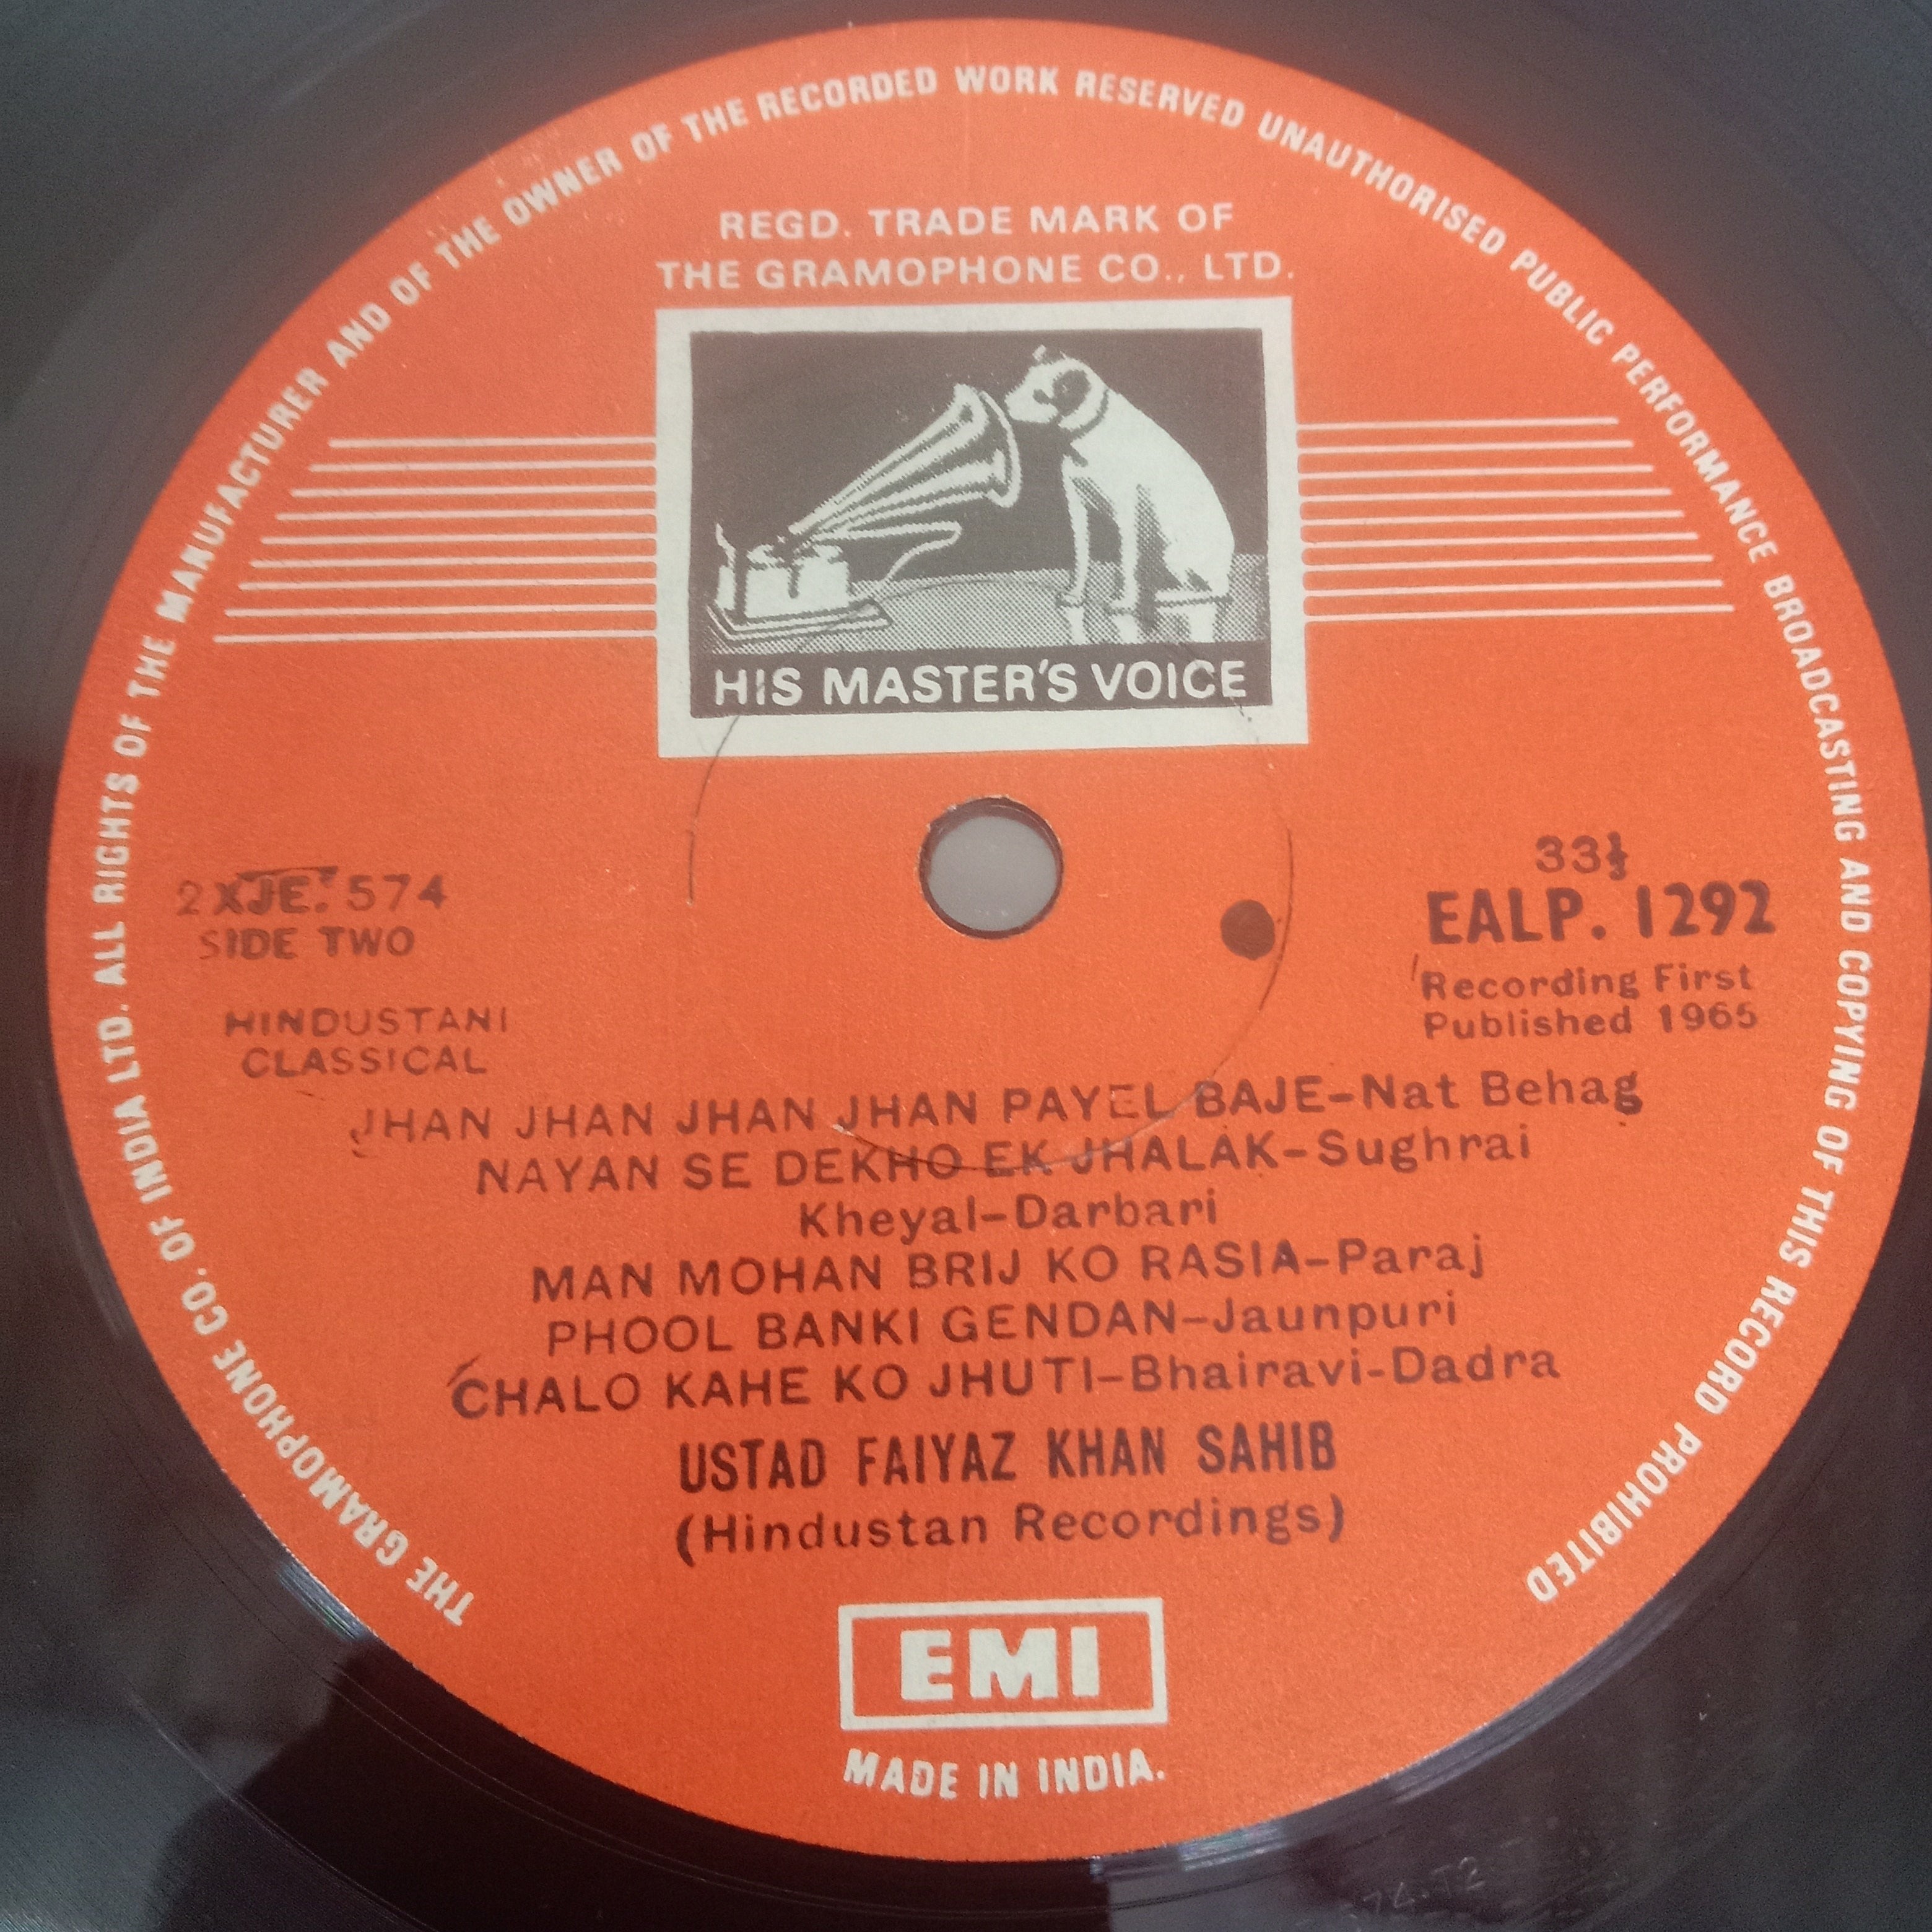 THE GRAMOPHONE CO. OF INDIA LTD. ALL RIGHTS OF THE MANUFACTURER AND OF THE OWNER OF THE RECORDED WORK RESERVED UNAUTHORISED PUBLIC PERFORMANCE BROADCASTING AND COPYING OF THIS RECORD PROHIBITED
REGD. TRADE MARK OF
THE GRAMOPHONE CO., LTD.
HIS MASTER'S VOICE
2XJE. 574
SIDE TWO
HINDUSTANI
CLASSICAL
33⅓
EALP. 1292
Recording First
Published 1965
JHAN JHAN JHAN JHAN PAYEL BAJE-Nat Behag
NAYAN SE DEKHO EK JHALAK-Sughrai
Kheyal-Darbari
MAN MOHAN BRIJ KO RASIA-Paraj
PHOOL BANKI GENDAN-Jaunpuri
CHALO KAHE KO JHUTI-Bhairavi-Dadra
USTAD FAIYAZ KHAN SAHIB
(Hindustan Recordings)
EMI
MADE IN INDIA.